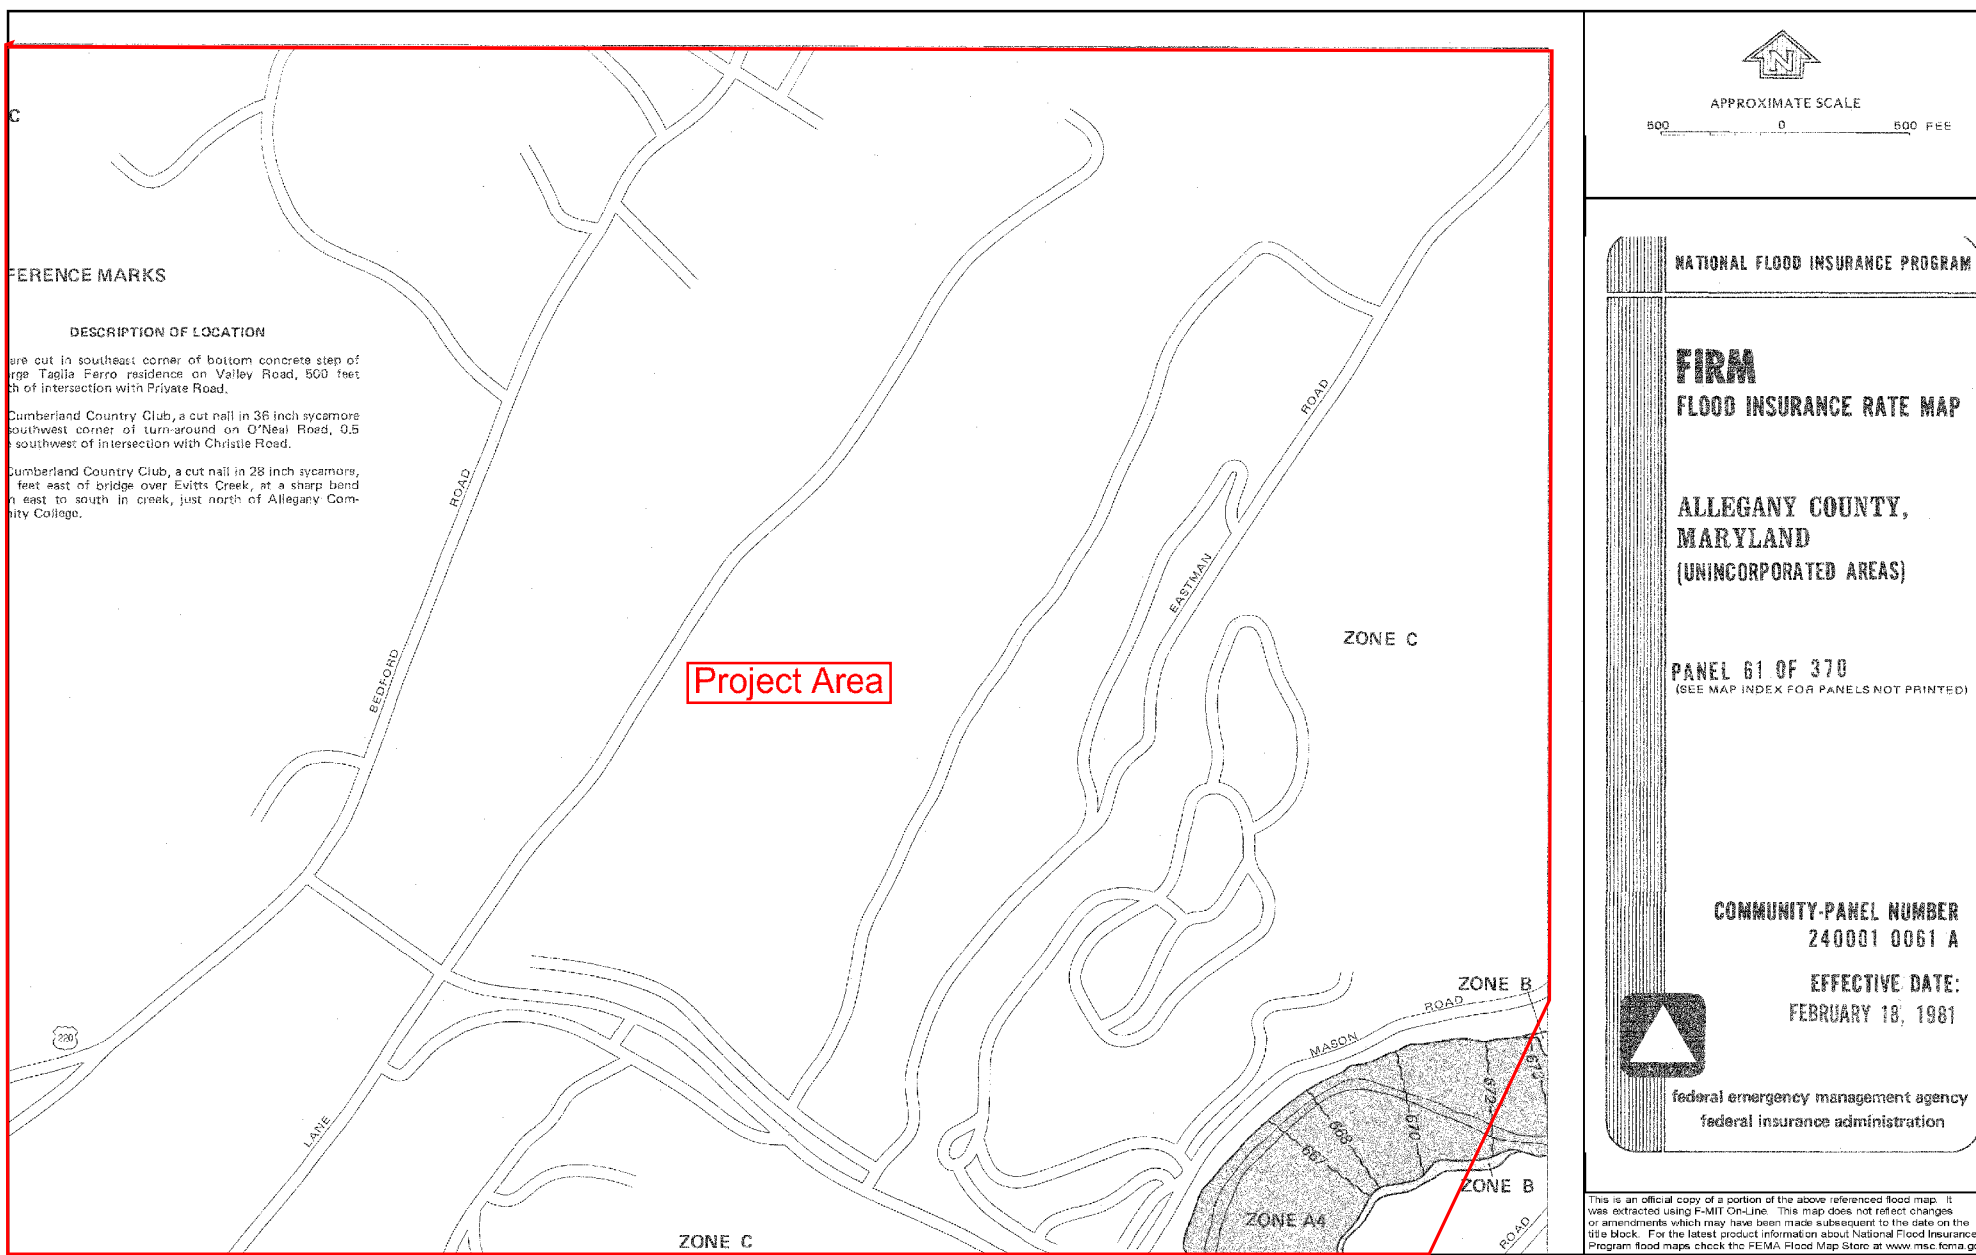 C
FERENCE MARKS
DESCRIPTION OF LOCATION
are cut in southeast corner of bottom concrete step of
rge Taglia Ferro residence on Valley Road, 500 feet
th of intersection with Private Road.
Cumberland Country Club, a cut nail in 36 inch sycamore
southwest corner of turn-around on O'Neal Road, 0.5
southwest of intersection with Christie Road.
Cumberland Country Club, a cut nail in 28 inch sycamore,
feet east of bridge over Evitts Creek, at a sharp bend
n east to south in creek, just north of Allegany Com-
ity College.
ROAD
BEDFORD
ROAD
EASTMAN
ZONE C
Project Area
220
LANE
ZONE B
ROAD
MASON
673
672
670
668
667
ZONE B
ZONE A4
ROAD
ZONE C
N
APPROXIMATE SCALE
500 0 500 FEE
NATIONAL FLOOD INSURANCE PROGRAM
FIRM
FLOOD INSURANCE RATE MAP
ALLEGANY COUNTY,
MARYLAND
(UNINCORPORATED AREAS)
PANEL 61 OF 370
(SEE MAP INDEX FOR PANELS NOT PRINTED)
COMMUNITY-PANEL NUMBER
240001 0061 A
EFFECTIVE DATE:
FEBRUARY 18, 1981
federal emergency management agency
federal insurance administration
This is an official copy of a portion of the above referenced flood map. It
was extracted using F-MIT On-Line. This map does not reflect changes
or amendments which may have been made subsequent to the date on the
title block. For the latest product information about National Flood Insurance
Program flood maps check the FEMA Flood Map Store at www.msc.fema.go